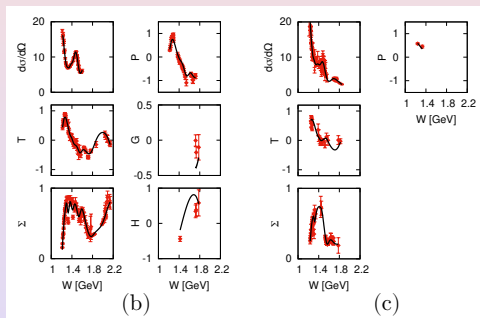 20
10
0
dσ/dΩ
1
0
-1
P
20
10
0
dσ/dΩ
P
1 1.4 1.8 2.2
W [GeV]
1
0
-1
T
0.5
0
-0.5
G
1
0
-1
T
1
0
Σ
1 1.4 1.8 2.2
W [GeV]
1
0
-1
H
1 1.4 1.8 2.2
W [GeV]
1
0
Σ
1 1.4 1.8 2.2
W [GeV]
(b)
(c)